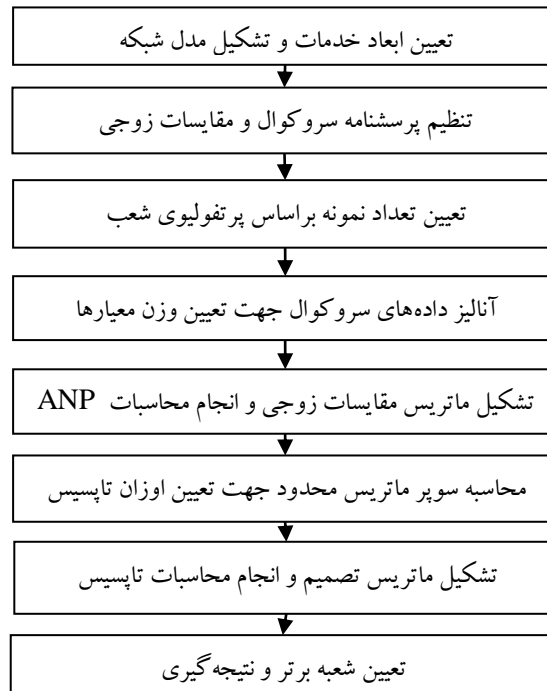 تعیین ابعاد خدمات و تشکیل مدل شبکه
تنظیم پرسشنامه سروکوال و مقایسات زوجی
تعیین تعداد نمونه براساس پرتفولیوی شعب
آنالیز داده‌های سروکوال جهت تعیین وزن معیارها
تشکیل ماتریس مقایسات زوجی و انجام محاسبات ANP
محاسبه سوپر ماتریس محدود جهت تعیین اوزان تاپسیس
تشکیل ماتریس تصمیم و انجام محاسبات تاپسیس
تعیین شعبه برتر و نتیجه‌گیری